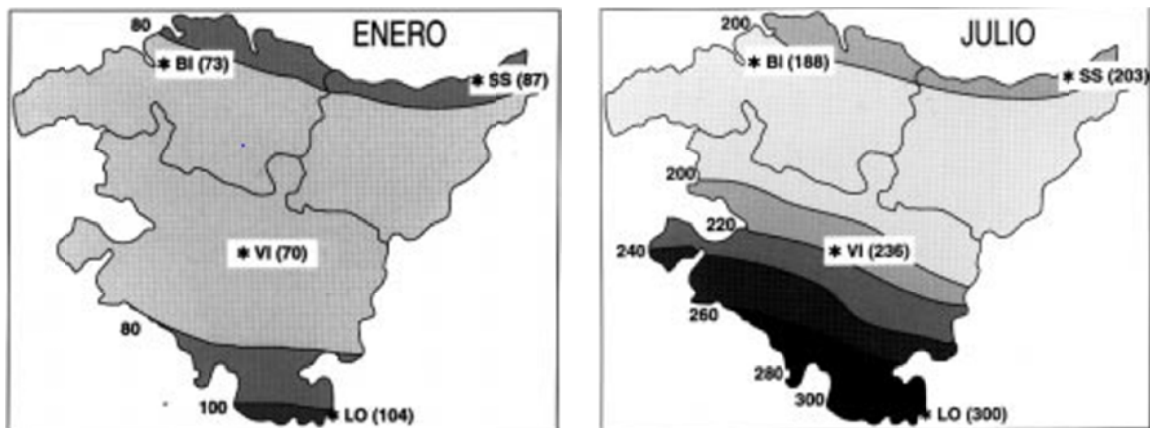 ENERO
80
* BI (73)
* SS (87)
* VI (70)
80
100
* LO (104)
JULIO
200
* BI (188)
* SS (203)
200
220
240
* VI (236)
260
280
300
* LO (300)